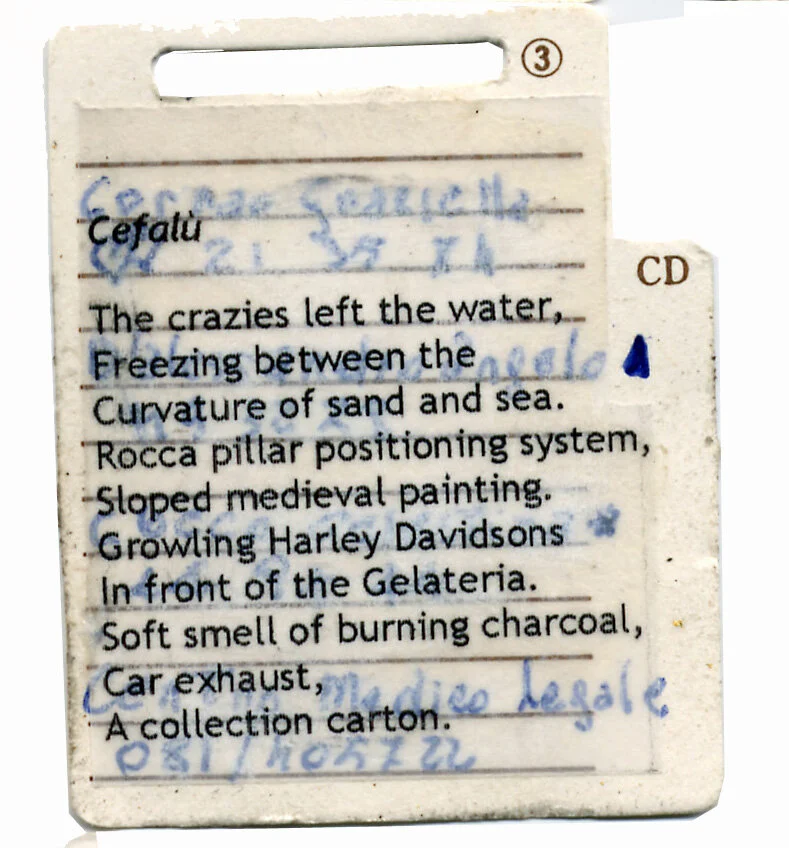 ③
CD
Cefalù
The crazies left the water,
Freezing between the
Curvature of sand and sea.
Rocca pillar positioning system,
Sloped medieval painting.
Growling Harley Davidsons
In front of the Gelateria.
Soft smell of burning charcoal,
Car exhaust,
Medico Legale
A collection carton.